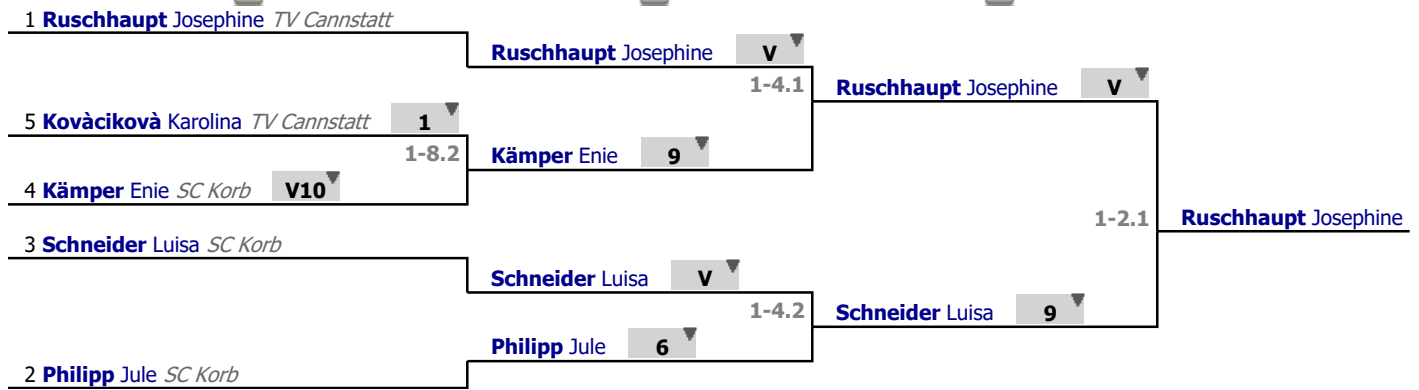 1 Ruschhaupt Josephine TV Cannstatt
Ruschhaupt Josephine V
1-4.1
Ruschhaupt Josephine V
5 Kovàcikovà Karolina TV Cannstatt 1
1-8.2
Kämper Enie 9
4 Kämper Enie SC Korb V10
1-2.1
Ruschhaupt Josephine
3 Schneider Luisa SC Korb
Schneider Luisa V
1-4.2
Schneider Luisa 9
Philipp Jule 6
2 Philipp Jule SC Korb